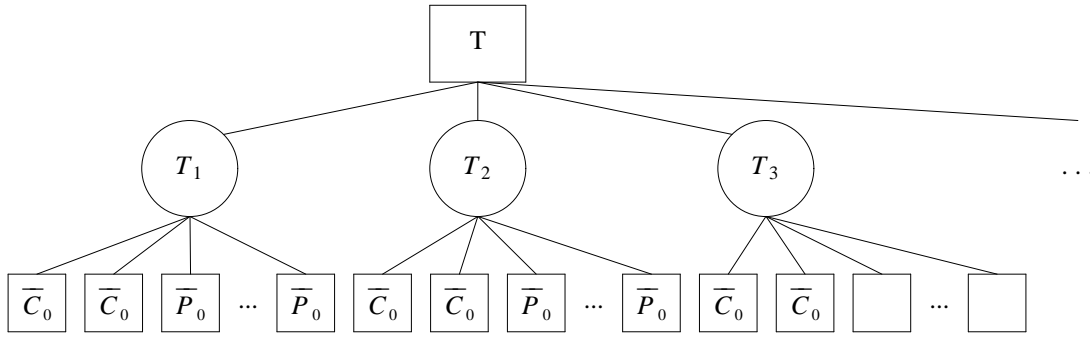 T
T₁ T₂ T₃ ...
C̅₀ C̅₀ P̅₀ ... P̅₀ C̅₀ C̅₀ P̅₀ ... P̅₀ C̅₀ C̅₀ ...